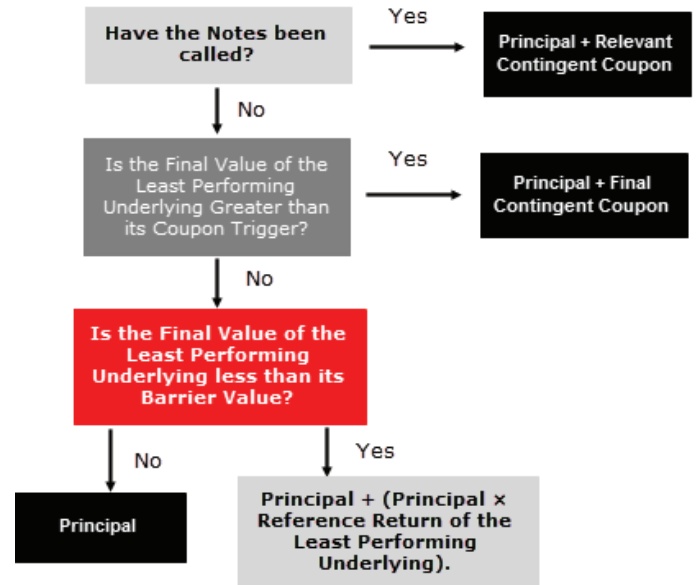 Have the Notes been
called?
Yes
Principal + Relevant
Contingent Coupon
No
Is the Final Value of the
Least Performing
Underlying Greater than
its Coupon Trigger?
Yes
Principal + Final
Contingent Coupon
No
Is the Final Value of the
Least Performing
Underlying less than its
Barrier Value?
No
Yes
Principal
Principal + (Principal ×
Reference Return of the
Least Performing
Underlying).